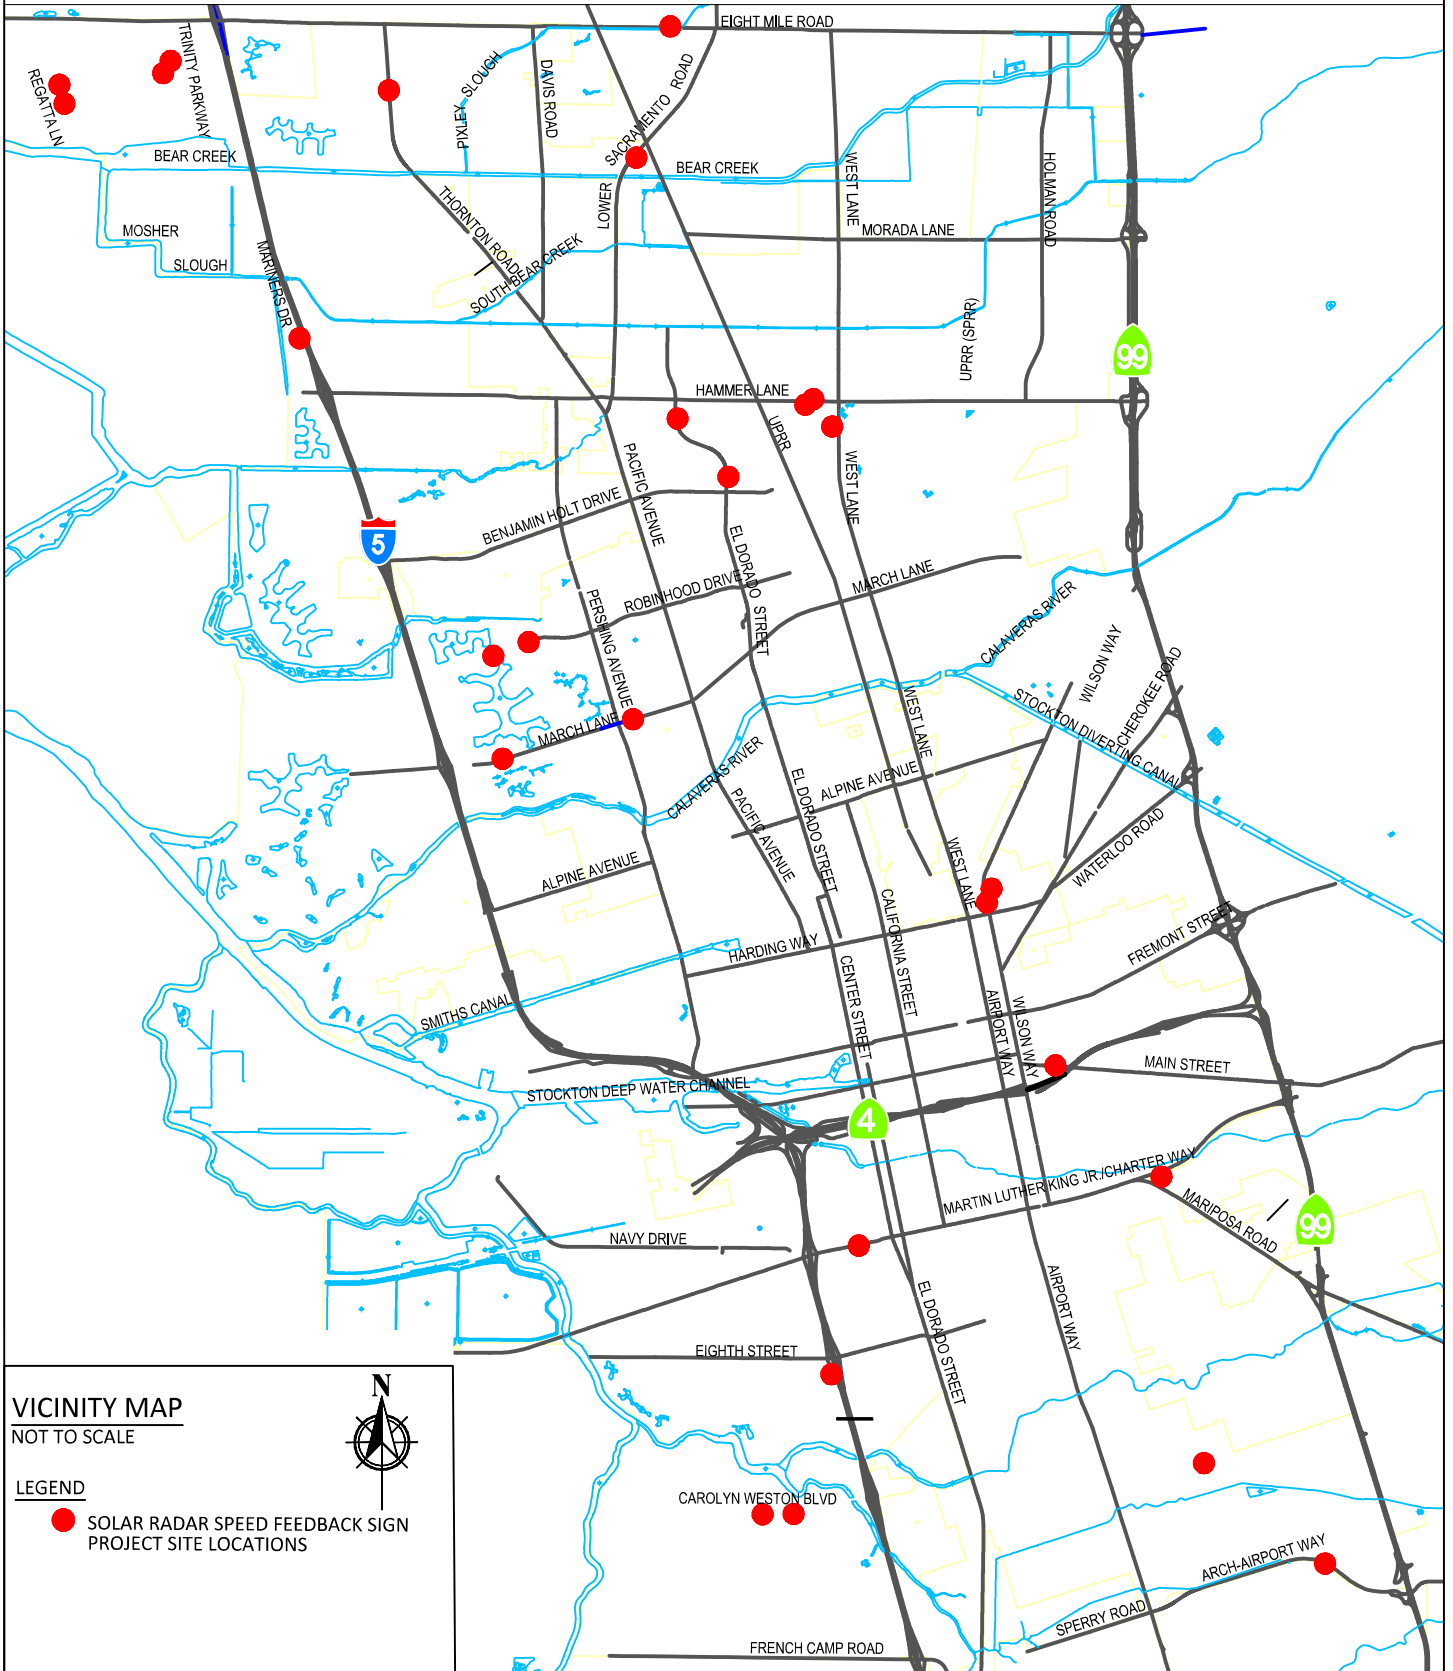 EIGHT MILE ROAD
TRINITY PARKWAY
REGATTA LN
PIXLEY SLOUGH
DAVIS ROAD
LOWER SACRAMENTO ROAD
BEAR CREEK
BEAR CREEK
WEST LANE
HOLMAN ROAD
THORNTON ROAD
MOSHER
SLOUGH
MORADA LANE
SOUTH BEAR CREEK
MARINERS DR
UPRR (SPRR)
99
HAMMER LANE
UPRR
PACIFIC AVENUE
WEST LANE
BENJAMIN HOLT DRIVE
5
EL DORADO STREET
ROBINHOOD DRIVE
MARCH LANE
PERSHING AVENUE
CALAVERAS RIVER
WILSON WAY
CHEROKEE ROAD
STOCKTON DIVERTING CANAL
WEST LANE
MARCH LANE
CALAVERAS RIVER
EL DORADO STREET
ALPINE AVENUE
PACIFIC AVENUE
WATERLOO ROAD
ALPINE AVENUE
WEST LANE
CALIFORNIA STREET
FREMONT STREET
HARDING WAY
CENTER STREET
SMITHS CANAL
AIRPORT WAY
WILSON WAY
MAIN STREET
STOCKTON DEEP WATER CHANNEL
4
MARTIN LUTHER KING JR./CHARTER WAY
MARIPOSA ROAD
99
NAVY DRIVE
AIRPORT WAY
EL DORADO STREET
EIGHTH STREET
CAROLYN WESTON BLVD
ARCH-AIRPORT WAY
SPERRY ROAD
FRENCH CAMP ROAD
VICINITY MAP
NOT TO SCALE
N
LEGEND
SOLAR RADAR SPEED FEEDBACK SIGN
PROJECT SITE LOCATIONS